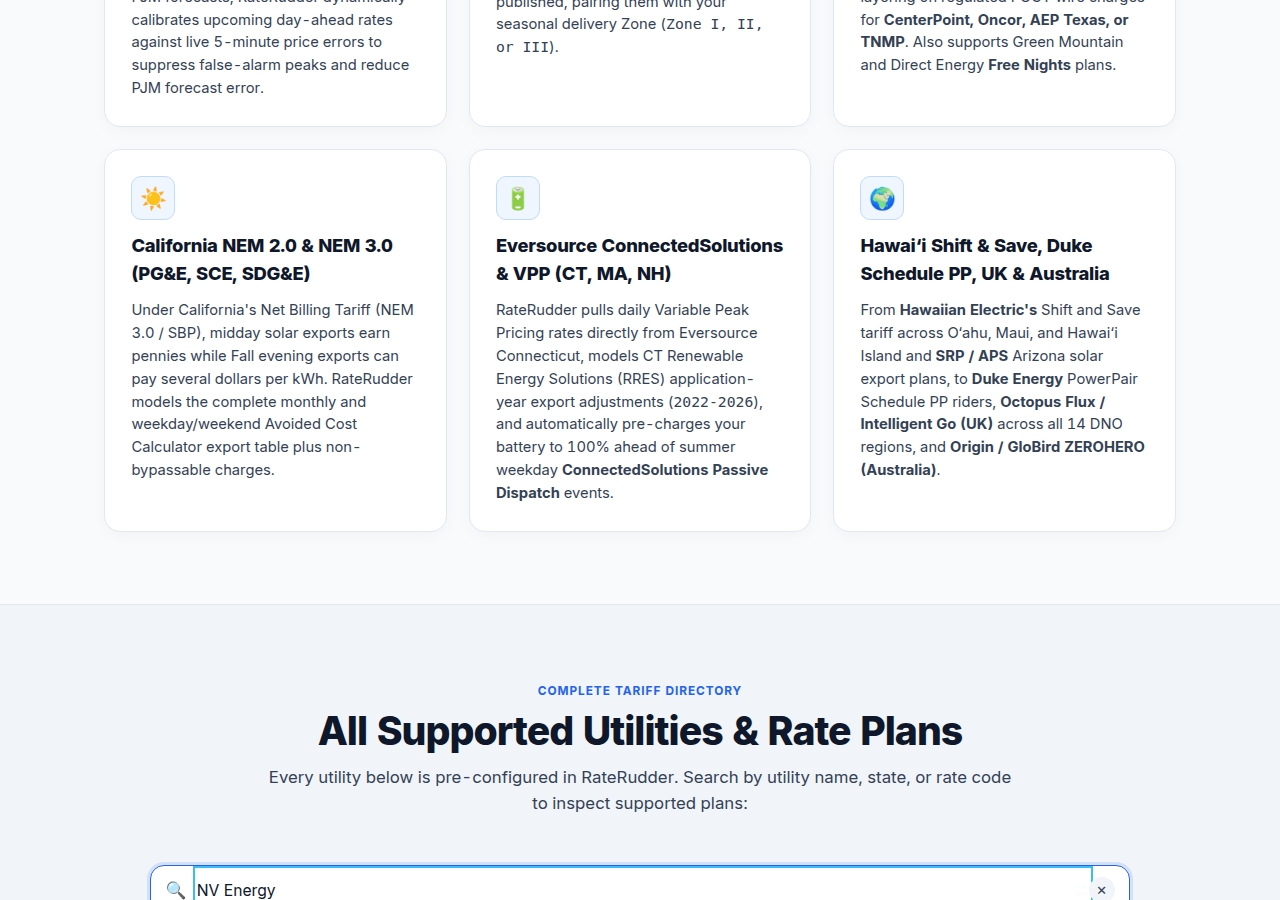 calibrates upcoming day-ahead rates
against live 5-minute price errors to
suppress false-alarm peaks and reduce
PJM forecast error.
published, pairing them with your
seasonal delivery Zone (Zone I, II,
or III).
for CenterPoint, Oncor, AEP Texas, or
TNMP. Also supports Green Mountain
and Direct Energy Free Nights plans.
California NEM 2.0 & NEM 3.0
(PG&E, SCE, SDG&E)
Under California's Net Billing Tariff (NEM
3.0 / SBP), midday solar exports earn
pennies while Fall evening exports can
pay several dollars per kWh. RateRudder
models the complete monthly and
weekday/weekend Avoided Cost
Calculator export table plus non-
bypassable charges.
Eversource ConnectedSolutions
& VPP (CT, MA, NH)
RateRudder pulls daily Variable Peak
Pricing rates directly from Eversource
Connecticut, models CT Renewable
Energy Solutions (RRES) application-
year export adjustments (2022-2026),
and automatically pre-charges your
battery to 100% ahead of summer
weekday ConnectedSolutions Passive
Dispatch events.
Hawaiʻi Shift & Save, Duke
Schedule PP, UK & Australia
From Hawaiian Electric's Shift and Save
tariff across Oʻahu, Maui, and Hawaiʻi
Island and SRP / APS Arizona solar
export plans, to Duke Energy PowerPair
Schedule PP riders, Octopus Flux /
Intelligent Go (UK) across all 14 DNO
regions, and Origin / GloBird ZEROHERO
(Australia).
COMPLETE TARIFF DIRECTORY
All Supported Utilities & Rate Plans
Every utility below is pre-configured in RateRudder. Search by utility name, state, or rate code
to inspect supported plans:
NV Energy